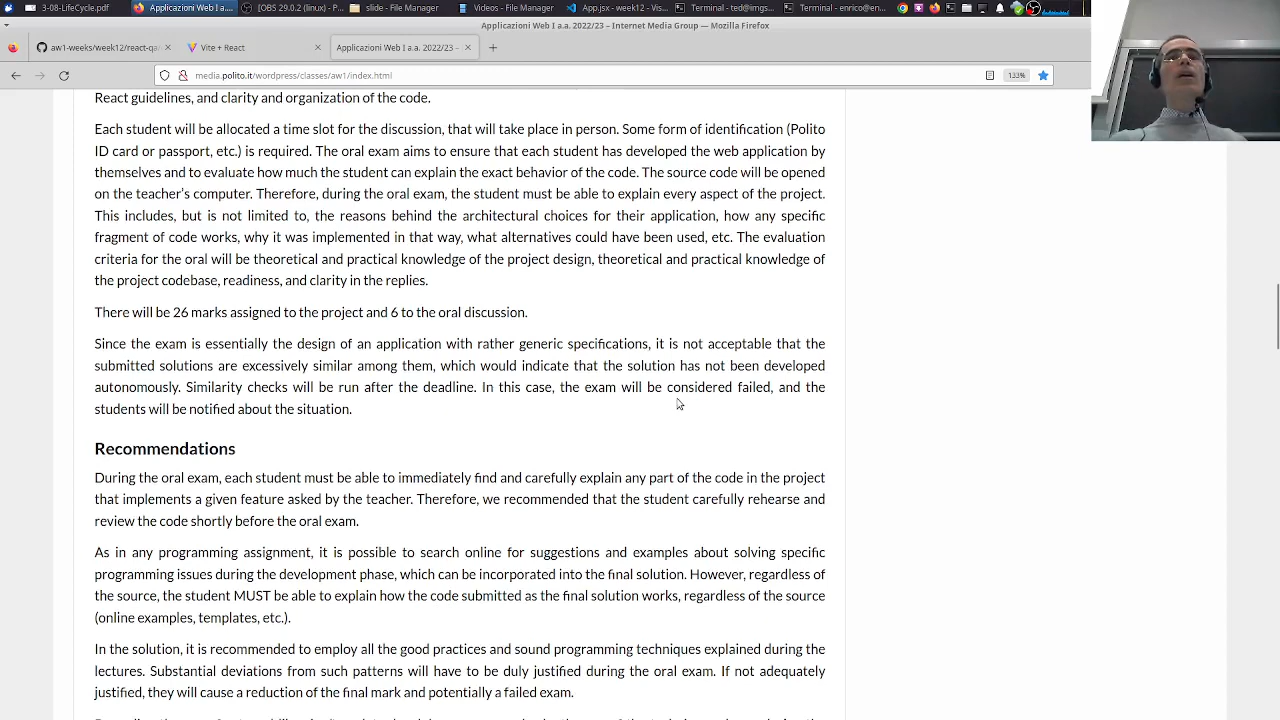 3-08-LifeCycle.pdf
Applicazioni Web I a...
[OBS 29.0.2 (linux) - P...
slide - File Manager
Videos - File Manager
App.jsx - week12 - Vis...
Terminal - ted@ings...
Terminal - enrico@en...
Applicazioni Web I a.a. 2022/23 – Internet Media Group — Mozilla Firefox
aw1-weeks/week12/react-qa
Vite + React
Applicazioni Web I a.a. 2022/23 –
media.polito.it/wordpress/classes/aw1/index.html
133%
React guidelines, and clarity and organization of the code.
Each student will be allocated a time slot for the discussion, that will take place in person. Some form of identification (Polito
ID card or passport, etc.) is required. The oral exam aims to ensure that each student has developed the web application by
themselves and to evaluate how much the student can explain the exact behavior of the code. The source code will be opened
on the teacher's computer. Therefore, during the oral exam, the student must be able to explain every aspect of the project.
This includes, but is not limited to, the reasons behind the architectural choices for their application, how any specific
fragment of code works, why it was implemented in that way, what alternatives could have been used, etc. The evaluation
criteria for the oral will be theoretical and practical knowledge of the project design, theoretical and practical knowledge of
the project codebase, readiness, and clarity in the replies.
There will be 26 marks assigned to the project and 6 to the oral discussion.
Since the exam is essentially the design of an application with rather generic specifications, it is not acceptable that the
submitted solutions are excessively similar among them, which would indicate that the solution has not been developed
autonomously. Similarity checks will be run after the deadline. In this case, the exam will be considered failed, and the
students will be notified about the situation.
Recommendations
During the oral exam, each student must be able to immediately find and carefully explain any part of the code in the project
that implements a given feature asked by the teacher. Therefore, we recommended that the student carefully rehearse and
review the code shortly before the oral exam.
As in any programming assignment, it is possible to search online for suggestions and examples about solving specific
programming issues during the development phase, which can be incorporated into the final solution. However, regardless of
the source, the student MUST be able to explain how the code submitted as the final solution works, regardless of the source
(online examples, templates, etc.).
In the solution, it is recommended to employ all the good practices and sound programming techniques explained during the
lectures. Substantial deviations from such patterns will have to be duly justified during the oral exam. If not adequately
justified, they will cause a reduction of the final mark and potentially a failed exam.